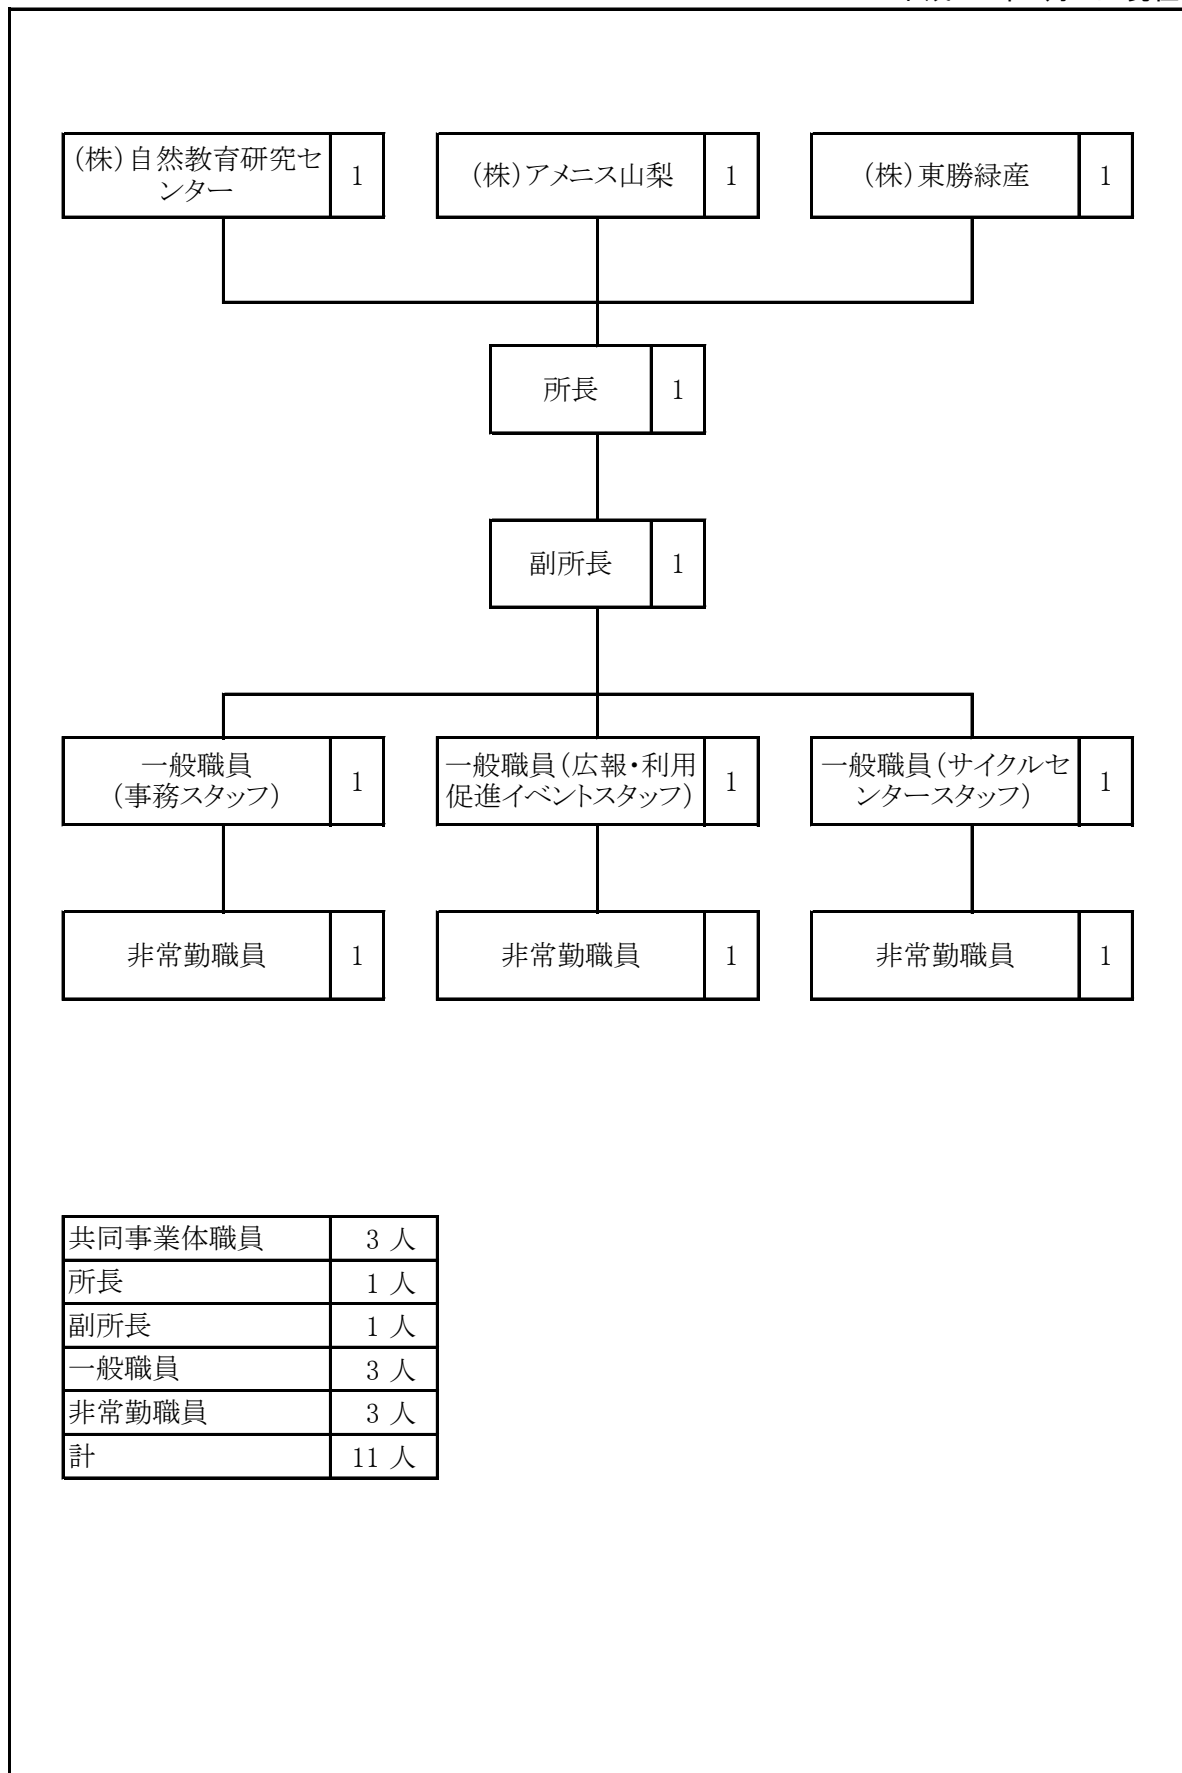 (株)自然教育研究セ
ンター
1
(株)アメニス山梨
1
(株)東勝緑産
1
所長
1
副所長
1
一般職員
(事務スタッフ)
1
一般職員(広報・利用
促進イベントスタッフ)
1
一般職員(サイクルセ
ンタースタッフ)
1
非常勤職員
1
非常勤職員
1
非常勤職員
1
共同事業体職員 3 人
所長 1 人
副所長 1 人
一般職員 3 人
非常勤職員 3 人
計 11 人